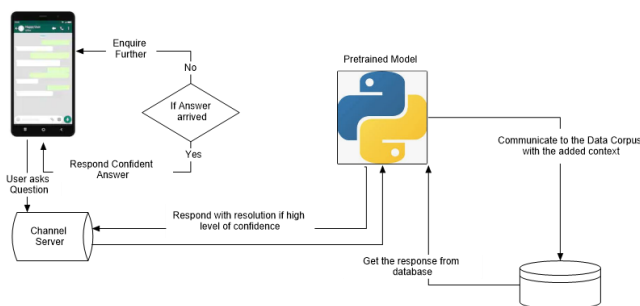 Enquire
Further
No
If Answer
arrived
Yes
Respond Confident
Answer
User asks
Question
Channel
Server
Pretrained Model
Respond with resolution if high
level of confidence
Communicate to the Data Corpus
with the added context
Get the response from
database